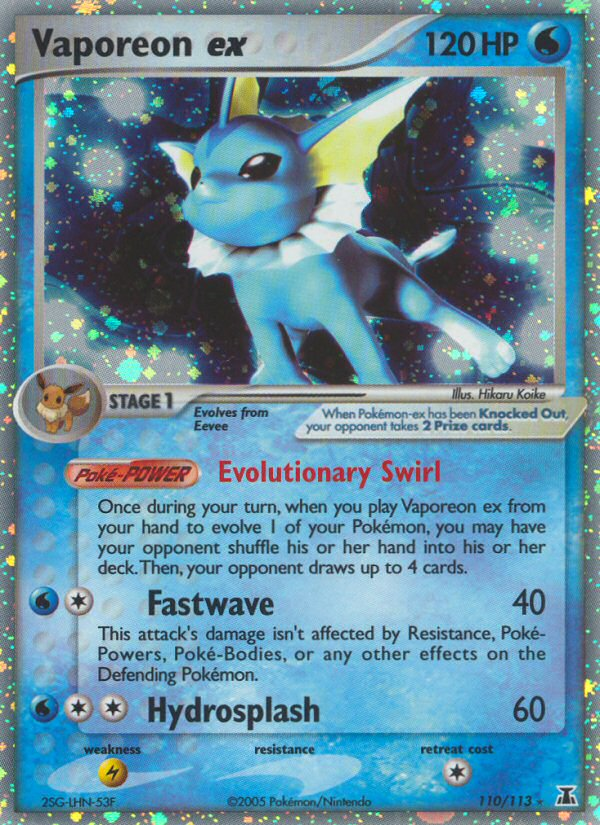 Vaporeon ex 120 HP
Illus. Hikaru Koike
STAGE 1
Evolves from
Eevee
When Pokémon-ex has been Knocked Out,
your opponent takes 2 Prize cards.
Poké-POWER Evolutionary Swirl
Once during your turn, when you play Vaporeon ex from
your hand to evolve 1 of your Pokémon, you may have
your opponent shuffle his or her hand into his or her
deck. Then, your opponent draws up to 4 cards.
Fastwave 40
This attack's damage isn't affected by Resistance, Poké-
Powers, Poké-Bodies, or any other effects on the
Defending Pokémon.
Hydrosplash 60
weakness resistance retreat cost
2SG-LHN-53F ©2005 Pokémon/Nintendo 110/113